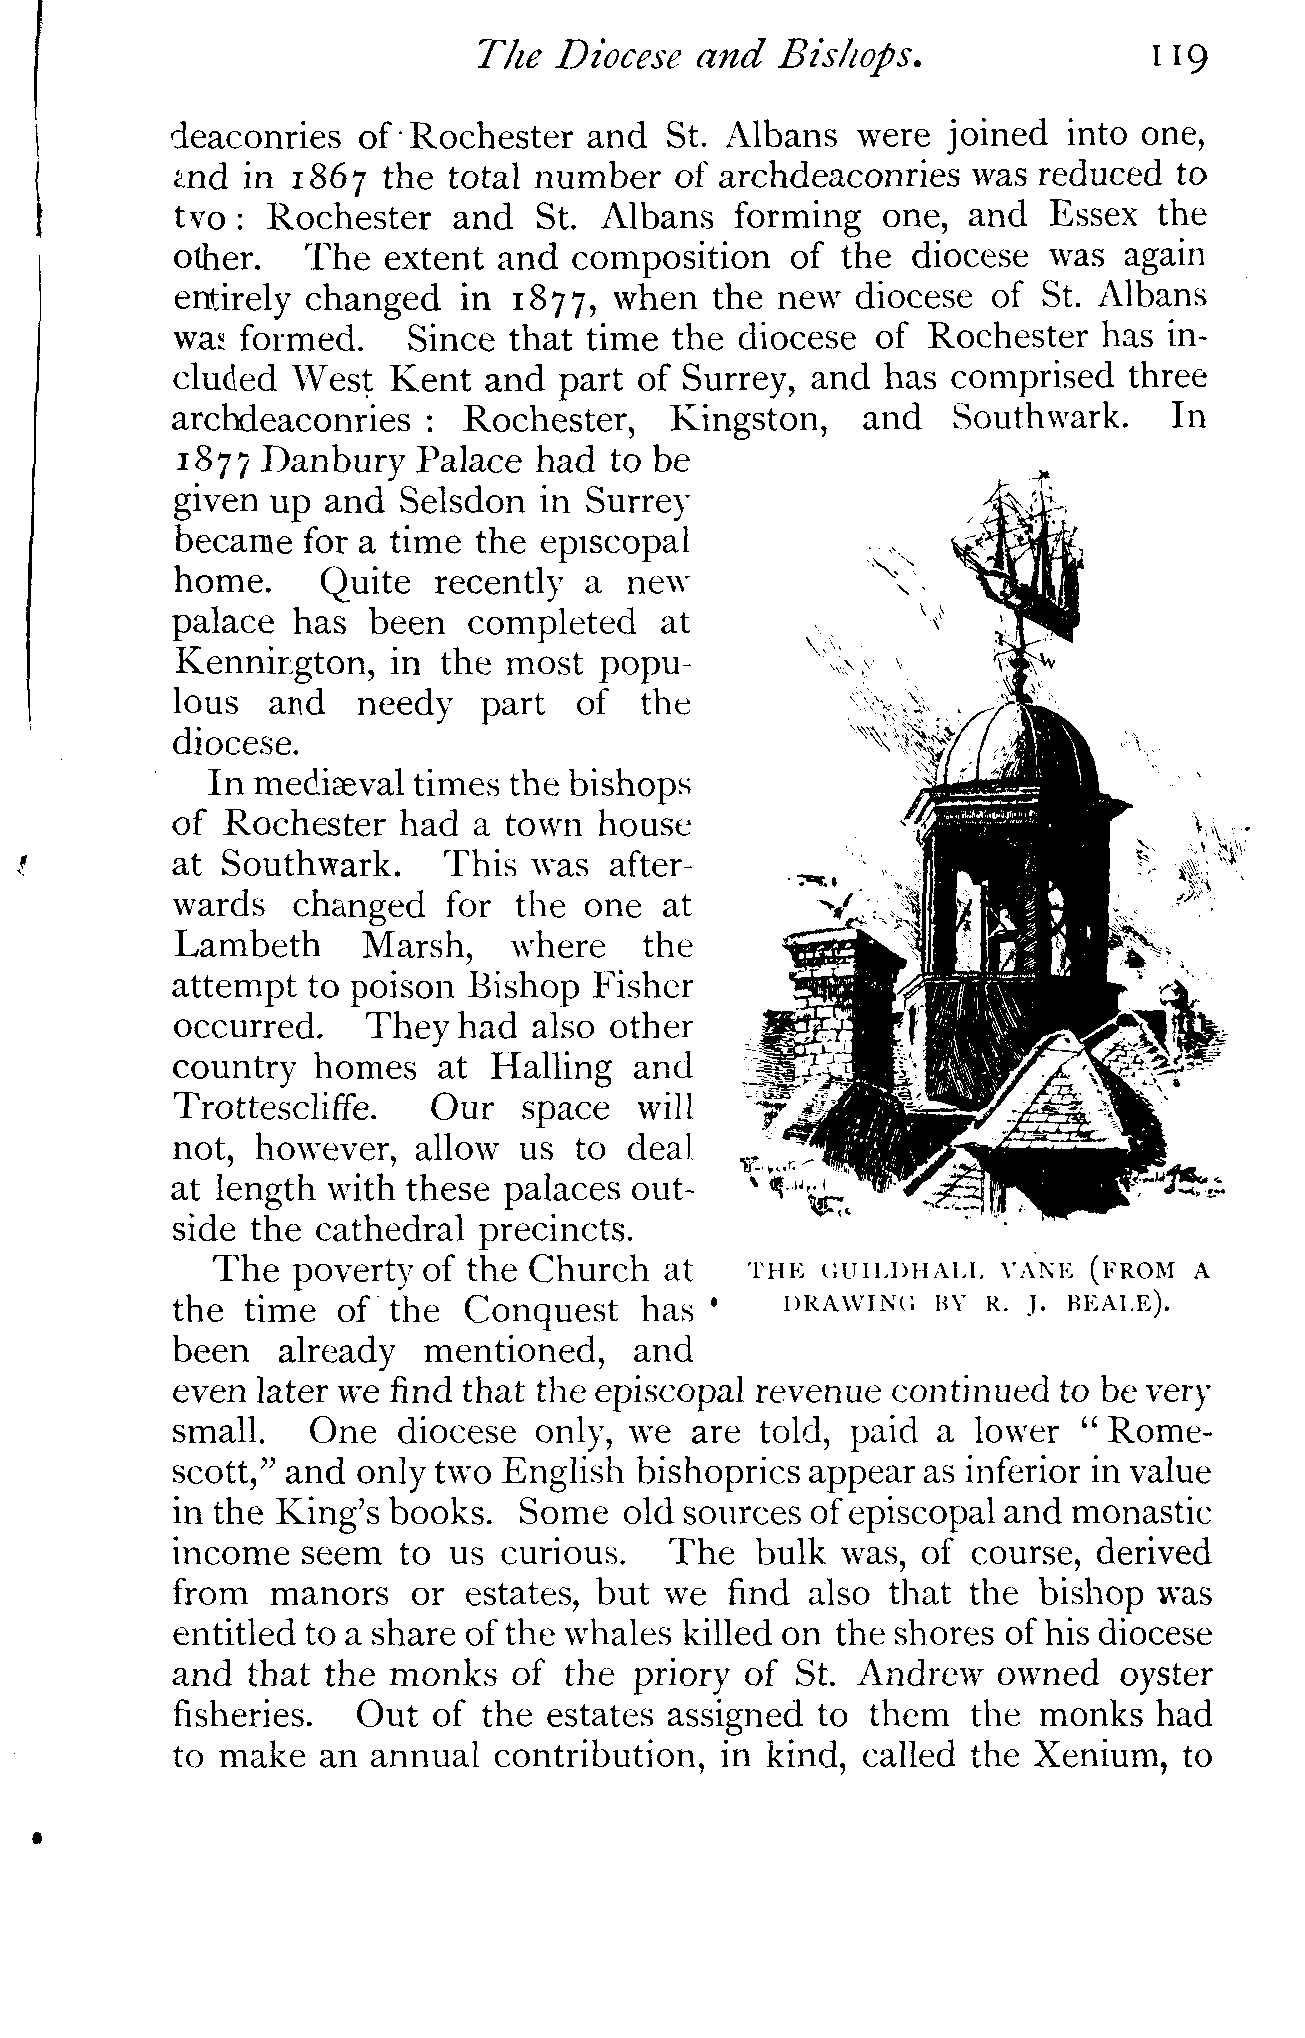 The Diocese and Bishops. 119
deaconries of Rochester and St. Albans were joined into one,
and in 1867 the total number of archdeaconries was reduced to
two : Rochester and St. Albans forming one, and Essex the
other. The extent and composition of the diocese was again
entirely changed in 1877, when the new diocese of St. Albans
was formed. Since that time the diocese of Rochester has in-
cluded West Kent and part of Surrey, and has comprised three
archdeaconries : Rochester, Kingston, and Southwark. In
1877 Danbury Palace had to be
given up and Selsdon in Surrey
became for a time the episcopal
home. Quite recently a new
palace has been completed at
Kennington, in the most popu-
lous and needy part of the
diocese.
In mediæval times the bishops
of Rochester had a town house
at Southwark. This was after-
wards changed for the one at
Lambeth Marsh, where the
attempt to poison Bishop Fisher
occurred. They had also other
country homes at Halling and
Trottescliffe. Our space will
not, however, allow us to deal
at length with these palaces out-
side the cathedral precincts.
The poverty of the Church at
the time of the Conquest has
been already mentioned, and
W
THE GUILDHALL VANE (FROM A
DRAWING BY R. J. BEALE).
even later we find that the episcopal revenue continued to be very
small. One diocese only, we are told, paid a lower “Rome-
scott,” and only two English bishoprics appear as inferior in value
in the King's books. Some old sources of episcopal and monastic
income seem to us curious. The bulk was, of course, derived
from manors or estates, but we find also that the bishop was
entitled to a share of the whales killed on the shores of his diocese
and that the monks of the priory of St. Andrew owned oyster
fisheries. Out of the estates assigned to them the monks had
to make an annual contribution, in kind, called the Xenium, to